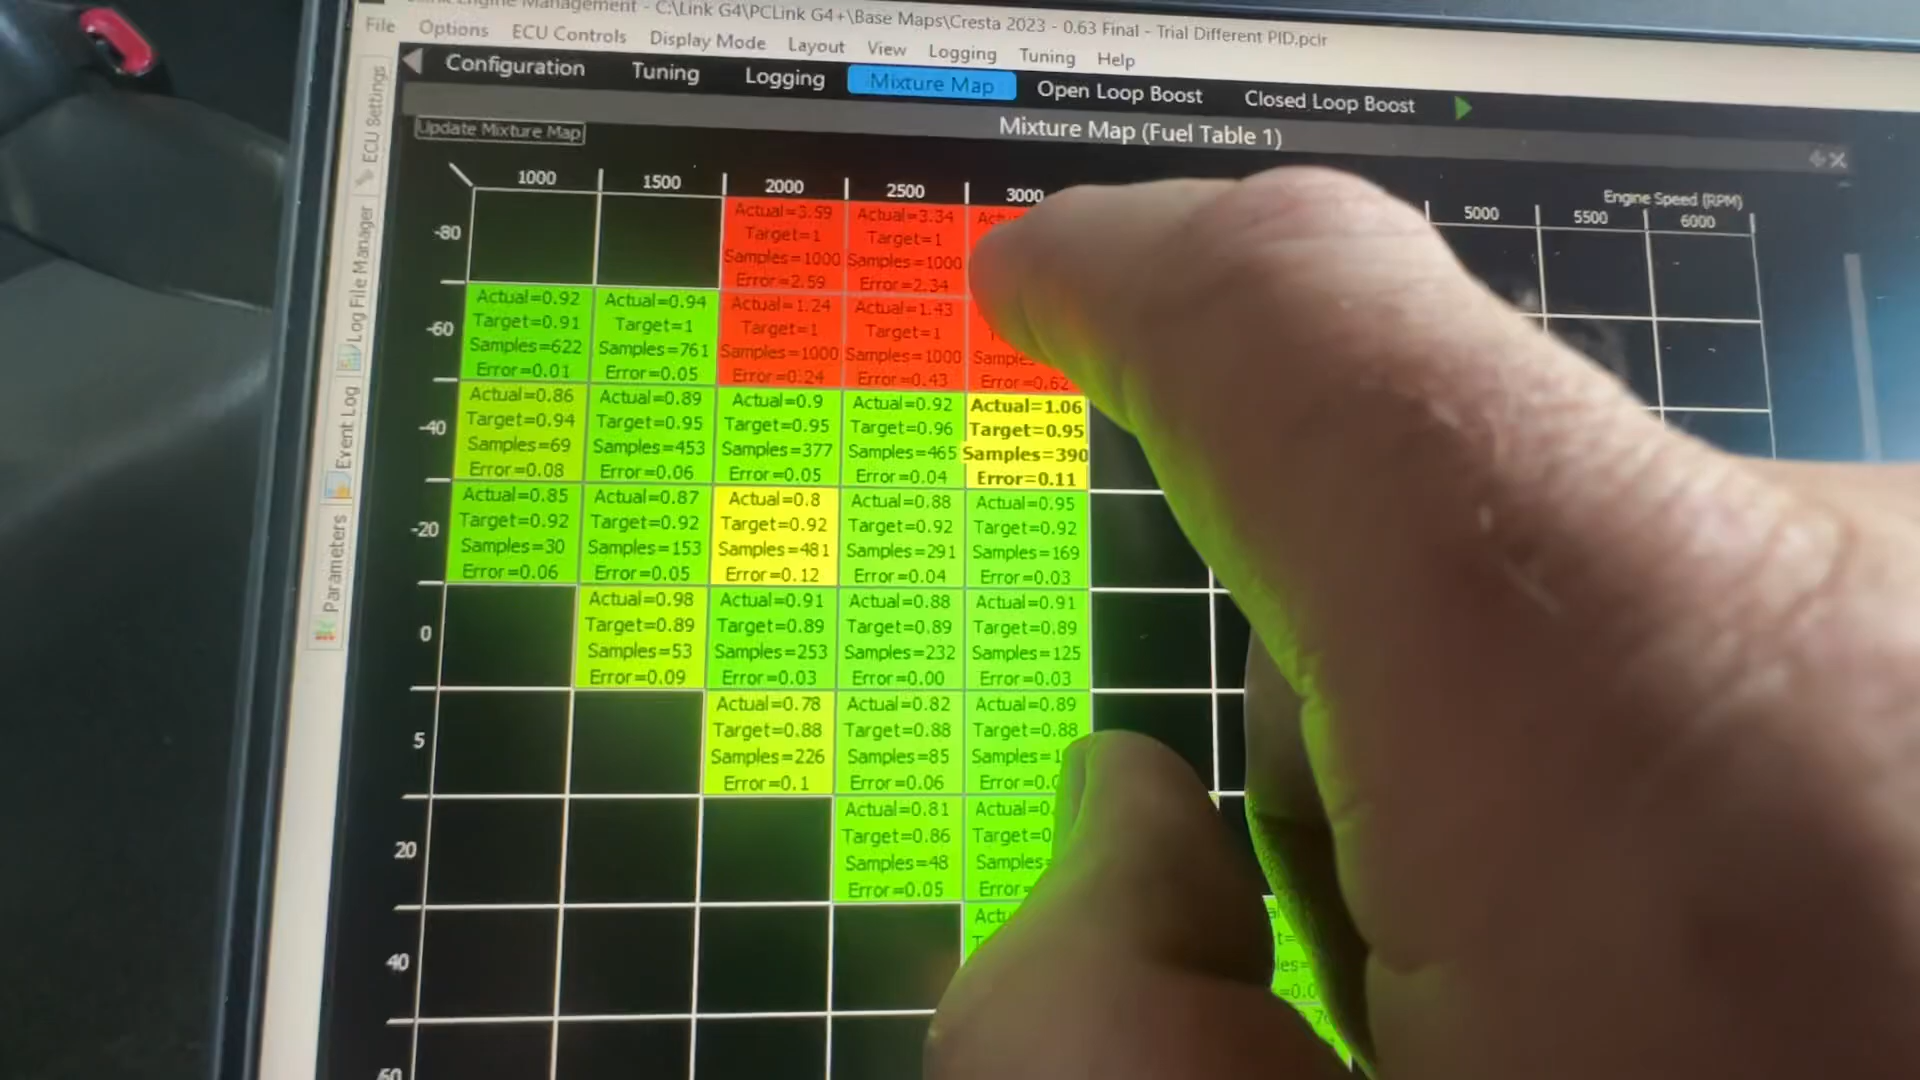 Engine Management - C:\Link G4\PCLink G4+\Base Maps\Cresta 2023 - 0.63 Final - Trial Different PID.pclr
File Options ECU Controls Display Mode Layout View Logging Tuning Help
Configuration Tuning Logging Mixture Map Open Loop Boost Closed Loop Boost
Update Mixture Map
Mixture Map (Fuel Table 1)
ECU Settings
Log File Manager
Event Log
Parameters
Engine Speed (RPM)
1000 1500 2000 2500 3000 5000 5500 6000
-80
Actual=3.59 Actual=3.34
Target=1 Target=1
Samples=1000 Samples=1000
Error=2.59 Error=2.34
-60
Actual=0.92 Actual=0.94 Actual=1.24 Actual=1.43
Target=0.91 Target=1 Target=1 Target=1
Samples=622 Samples=761 Samples=1000 Samples=1000
Error=0.01 Error=0.05 Error=0.24 Error=0.43 Error=0.62
-40
Actual=0.86 Actual=0.89 Actual=0.9 Actual=0.92 Actual=1.06
Target=0.94 Target=0.95 Target=0.95 Target=0.96 Target=0.95
Samples=69 Samples=453 Samples=377 Samples=465 Samples=390
Error=0.08 Error=0.06 Error=0.05 Error=0.04 Error=0.11
-20
Actual=0.85 Actual=0.87 Actual=0.8 Actual=0.88 Actual=0.95
Target=0.92 Target=0.92 Target=0.92 Target=0.92 Target=0.92
Samples=30 Samples=153 Samples=481 Samples=291 Samples=169
Error=0.06 Error=0.05 Error=0.12 Error=0.04 Error=0.03
0
Actual=0.98 Actual=0.91 Actual=0.88 Actual=0.91
Target=0.89 Target=0.89 Target=0.89 Target=0.89
Samples=53 Samples=253 Samples=232 Samples=125
Error=0.09 Error=0.03 Error=0.00 Error=0.03
5
Actual=0.78 Actual=0.82 Actual=0.89
Target=0.88 Target=0.88 Target=0.88
Samples=226 Samples=85
Error=0.1 Error=0.06
20
Actual=0.81
Target=0.86
Samples=48
Error=0.05
40
60